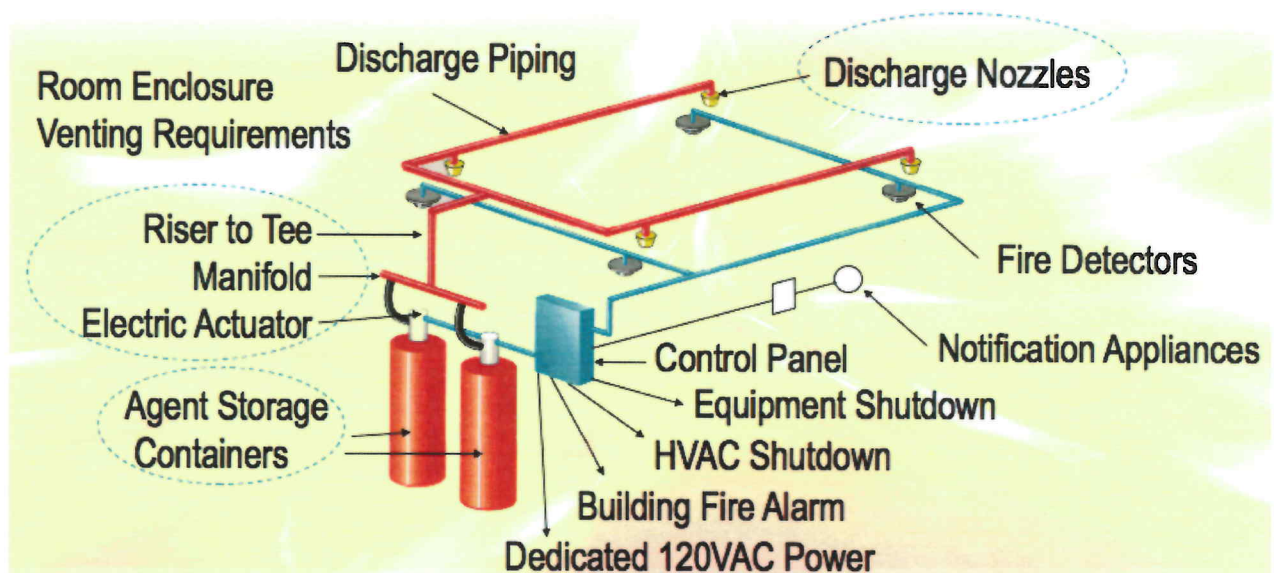 Discharge Piping
Discharge Nozzles
Room Enclosure
Venting Requirements
Riser to Tee
Manifold
Electric Actuator
Fire Detectors
Control Panel
Notification Appliances
Agent Storage
Containers
Equipment Shutdown
HVAC Shutdown
Building Fire Alarm
Dedicated 120VAC Power